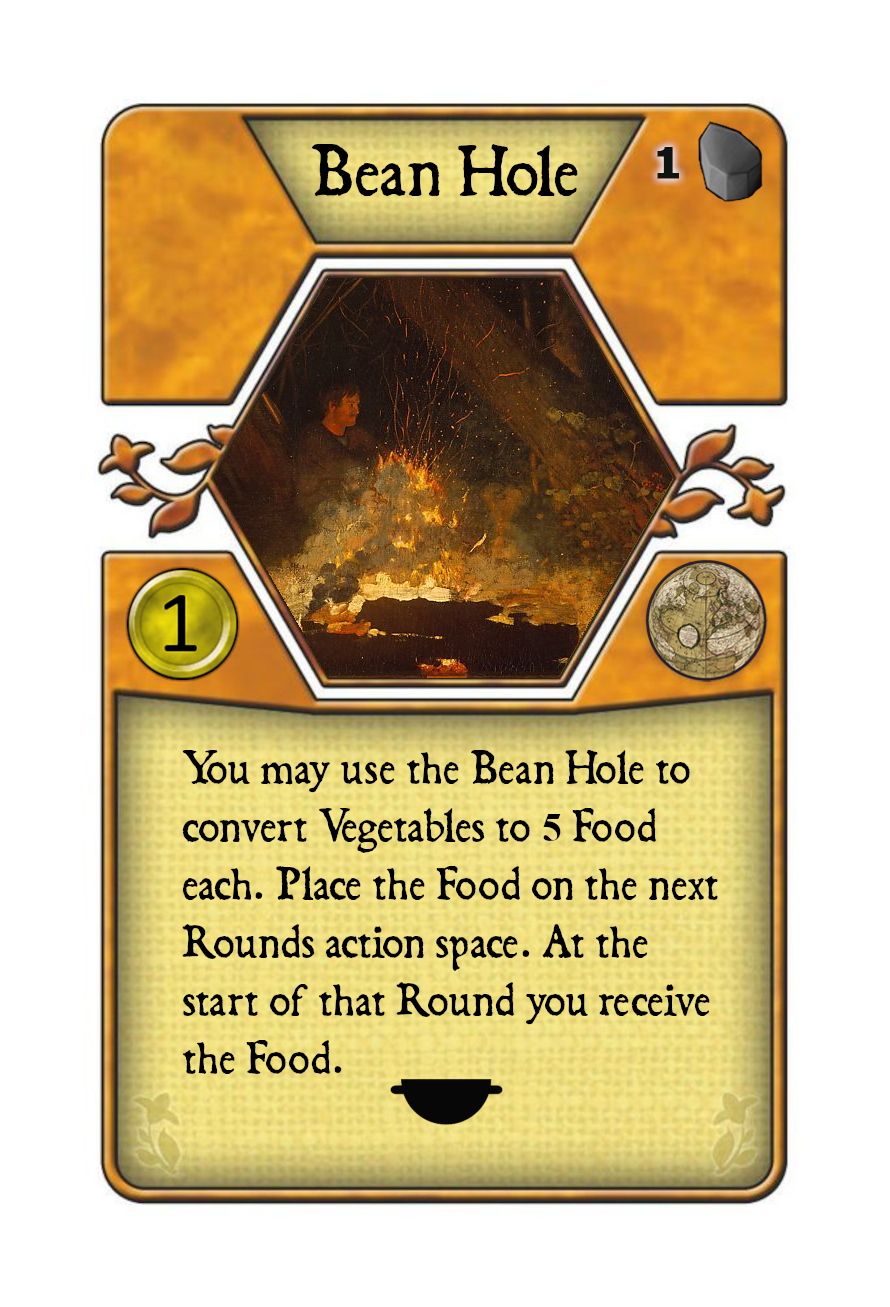 Bean Hole
1
1
You may use the Bean Hole to
convert Vegetables to 5 Food
each. Place the Food on the next
Rounds action space. At the
start of that Round you receive
the Food.